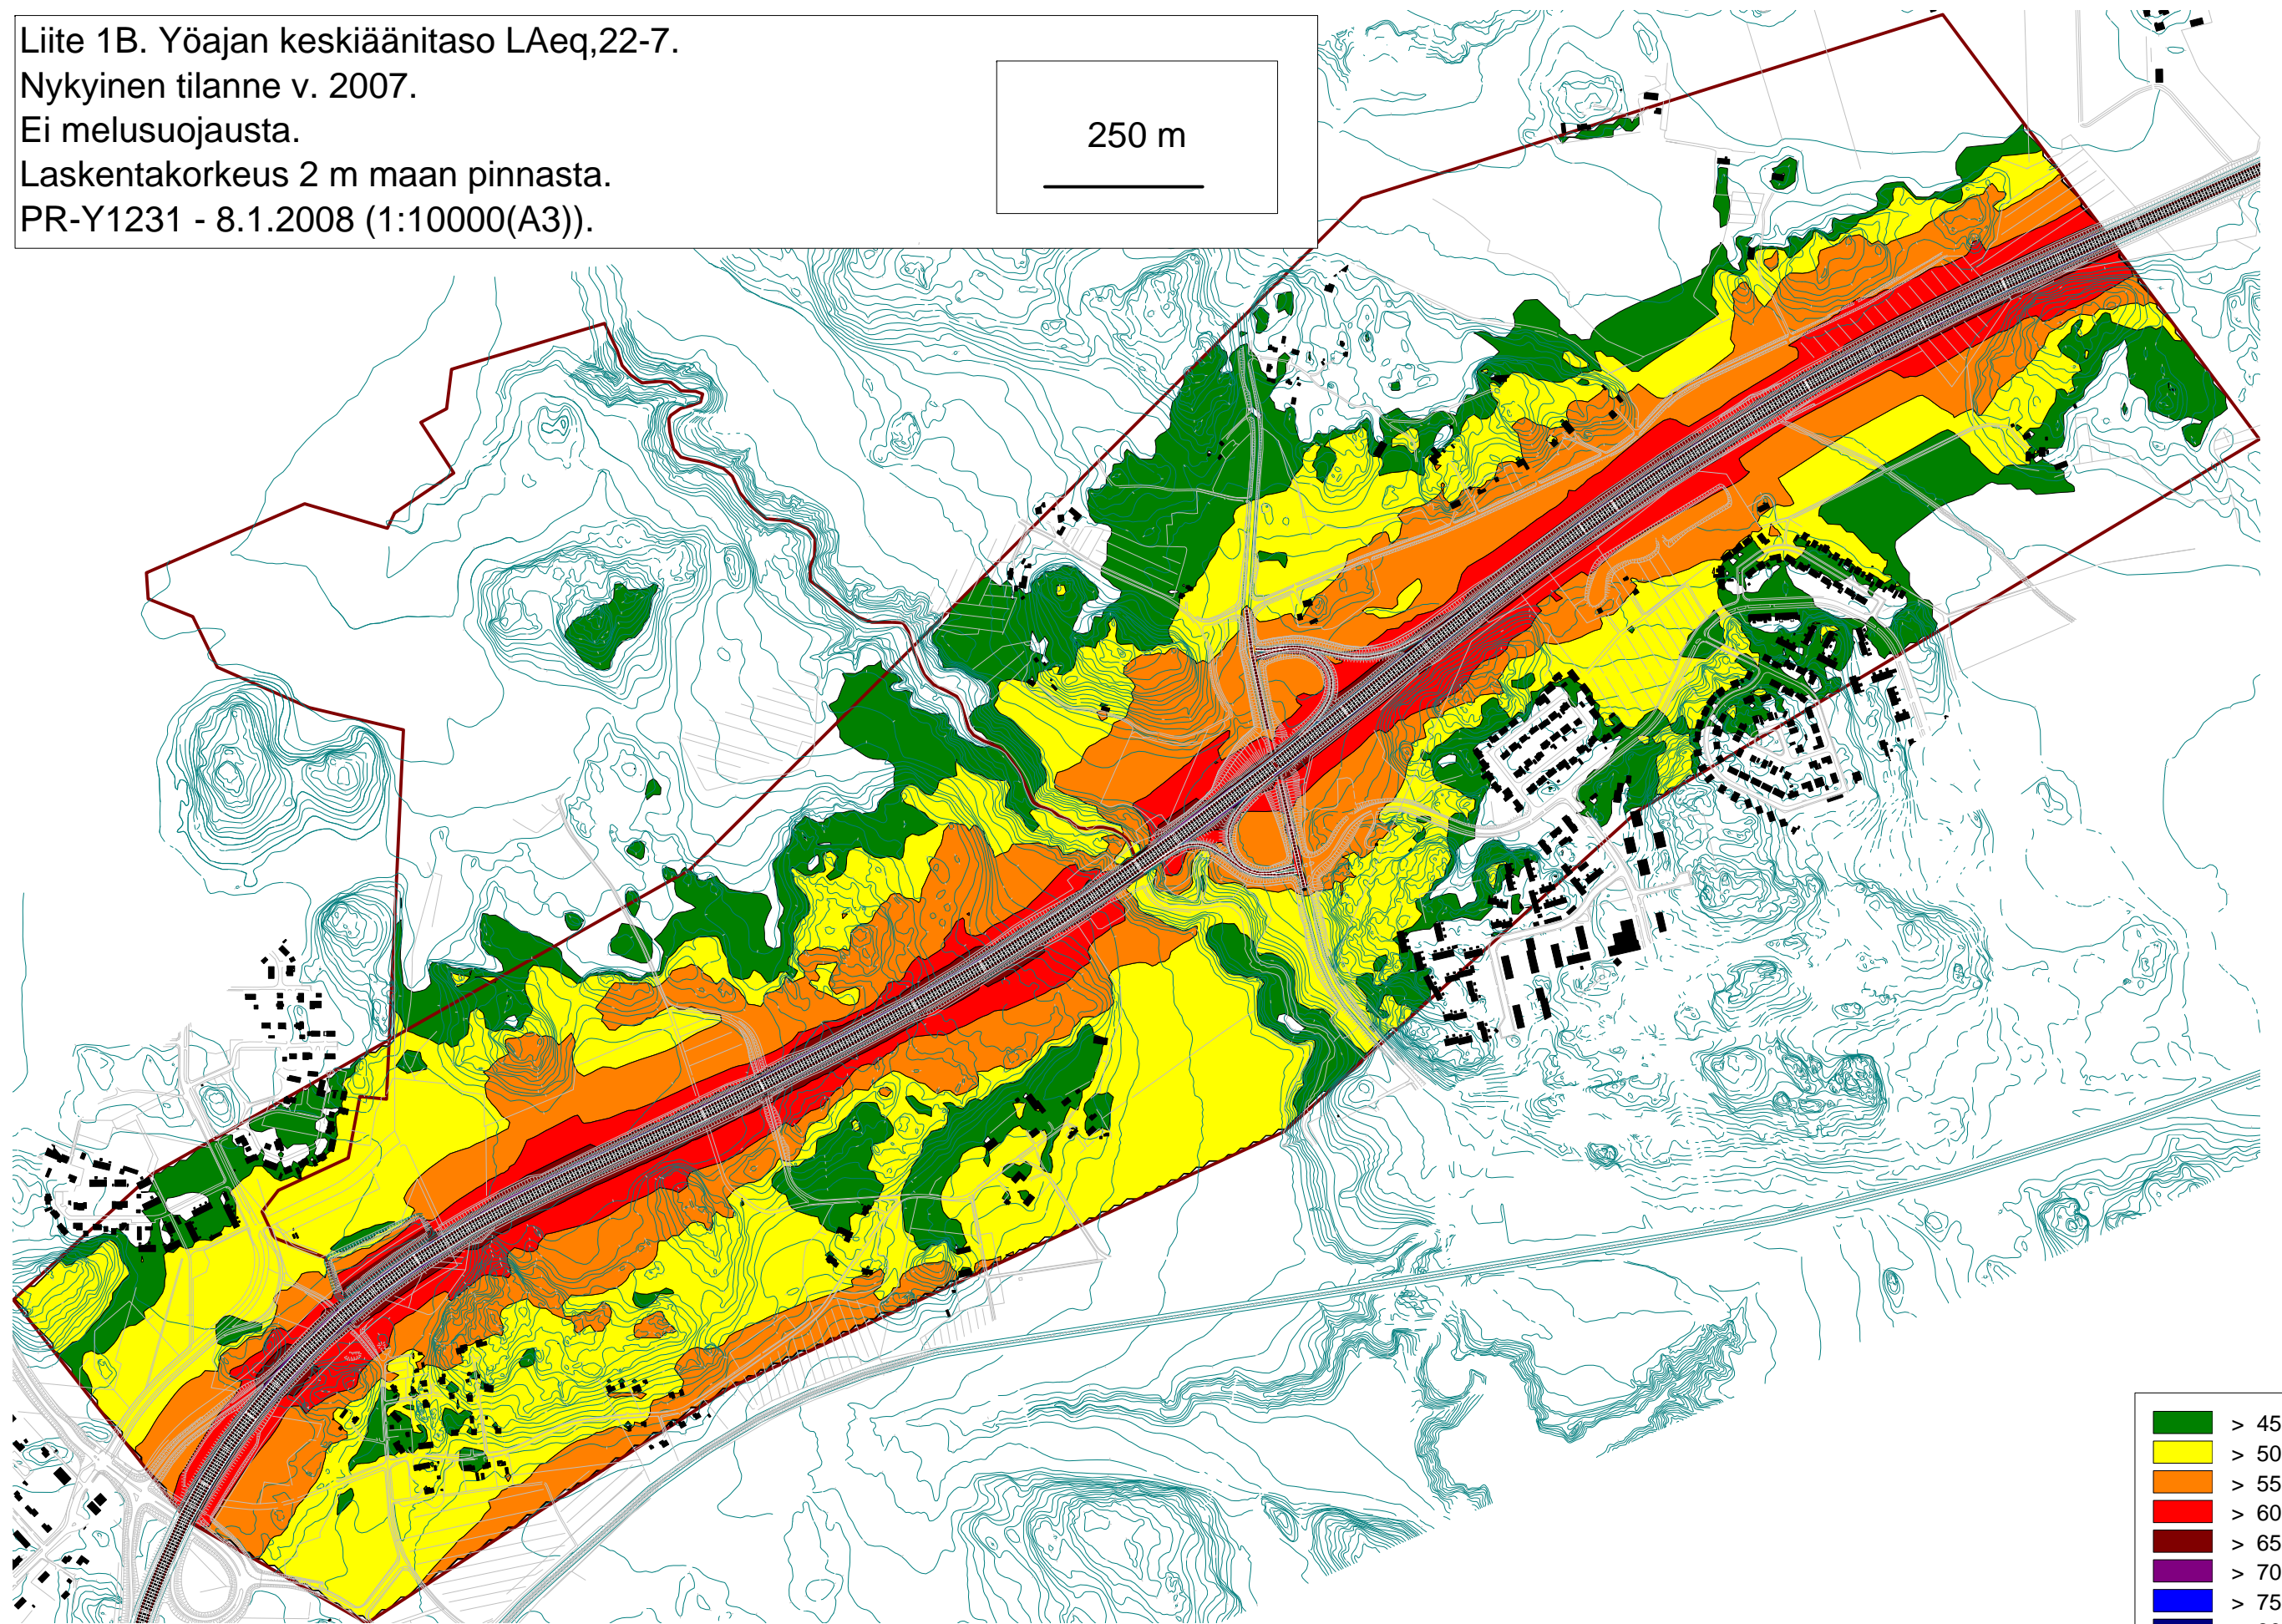 Liite 1B. Yöajan keskiäänitaso LAeq,22-7.
Nykyinen tilanne v. 2007.
Ei melusuojausta.
Laskentakorkeus 2 m maan pinnasta.
PR-Y1231 - 8.1.2008 (1:10000(A3)).
250 m
> 45
> 50
> 55
> 60
> 65
> 70
> 75